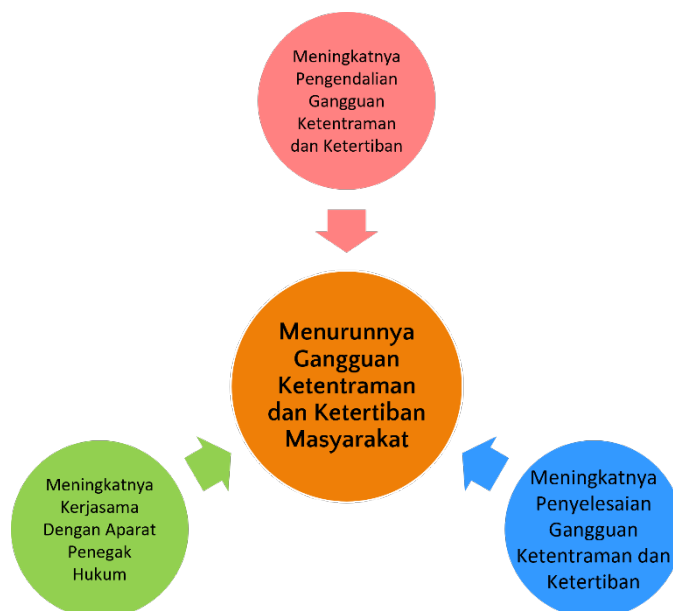 Meningkatnya
Pengendalian
Gangguan
Ketentraman
dan Ketertiban
Menurunnya
Gangguan
Ketentraman
dan Ketertiban
Masyarakat
Meningkatnya
Kerjasama
Dengan Aparat
Penegak
Hukum
Meningkatnya
Penyelesaian
Gangguan
Ketentraman dan
Ketertiban